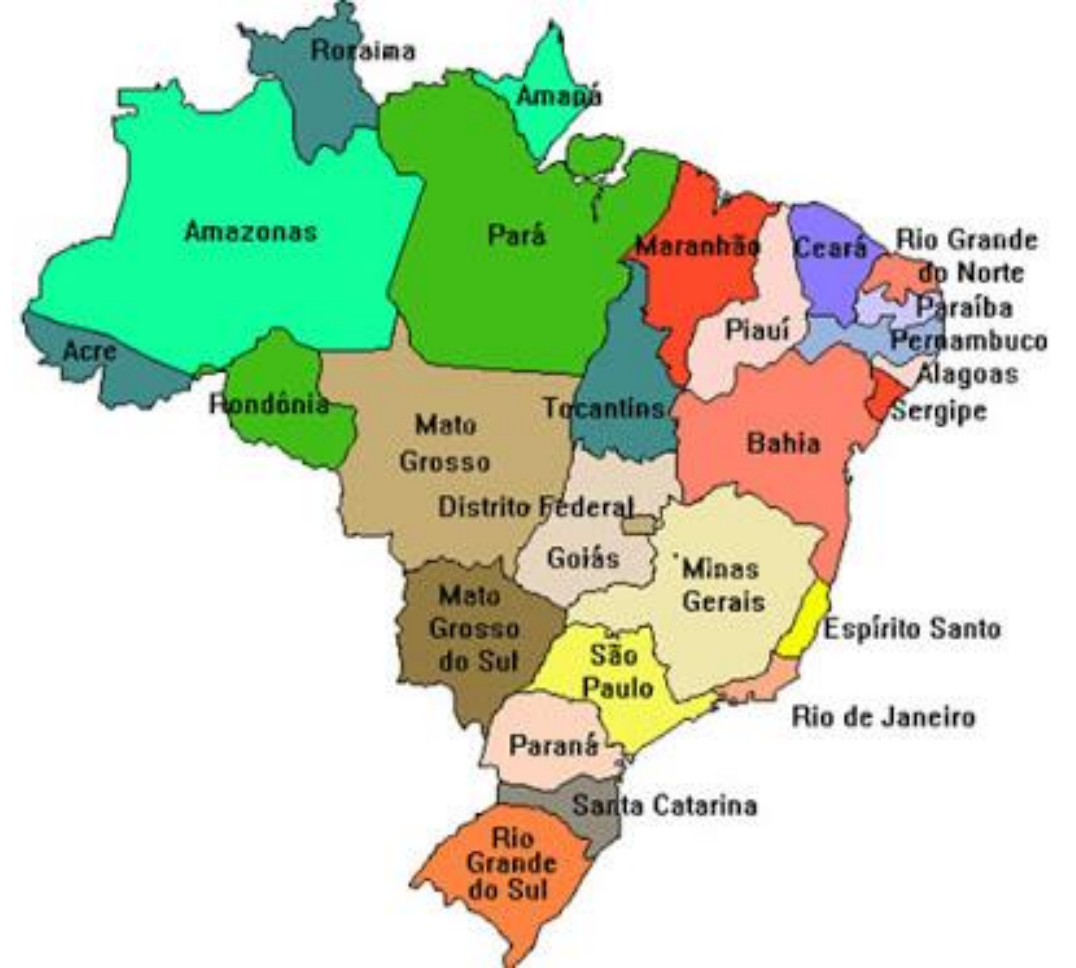 Roraima
Amapá
Amazonas
Pará
Maranhão
Ceará
Rio Grande
do Norte
Paraíba
Piauí
Pernambuco
Acre
Alagoas
Rondônia
Tocantins
Sergipe
Mato
Grosso
Bahia
Distrito Federal
Goiás
Minas
Gerais
Mato
Grosso
do Sul
Espírito Santo
São
Paulo
Rio de Janeiro
Paraná
Santa Catarina
Rio
Grande
do Sul